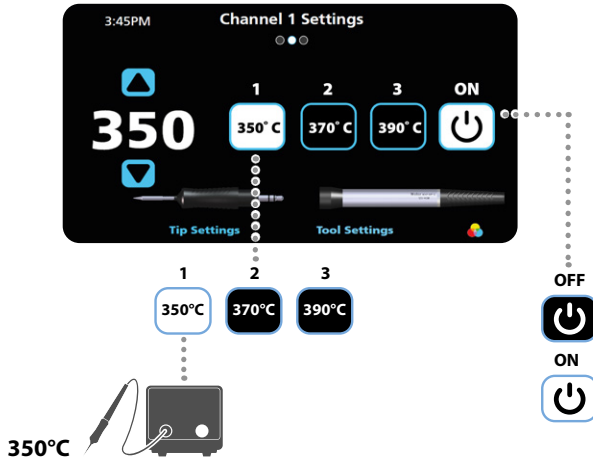 3:45PM
Channel 1 Settings
1 2 3 ON
350
350° C 370° C 390° C
Tip Settings Tool Settings
1 2 3
350°C 370°C 390°C
OFF
ON
350°C